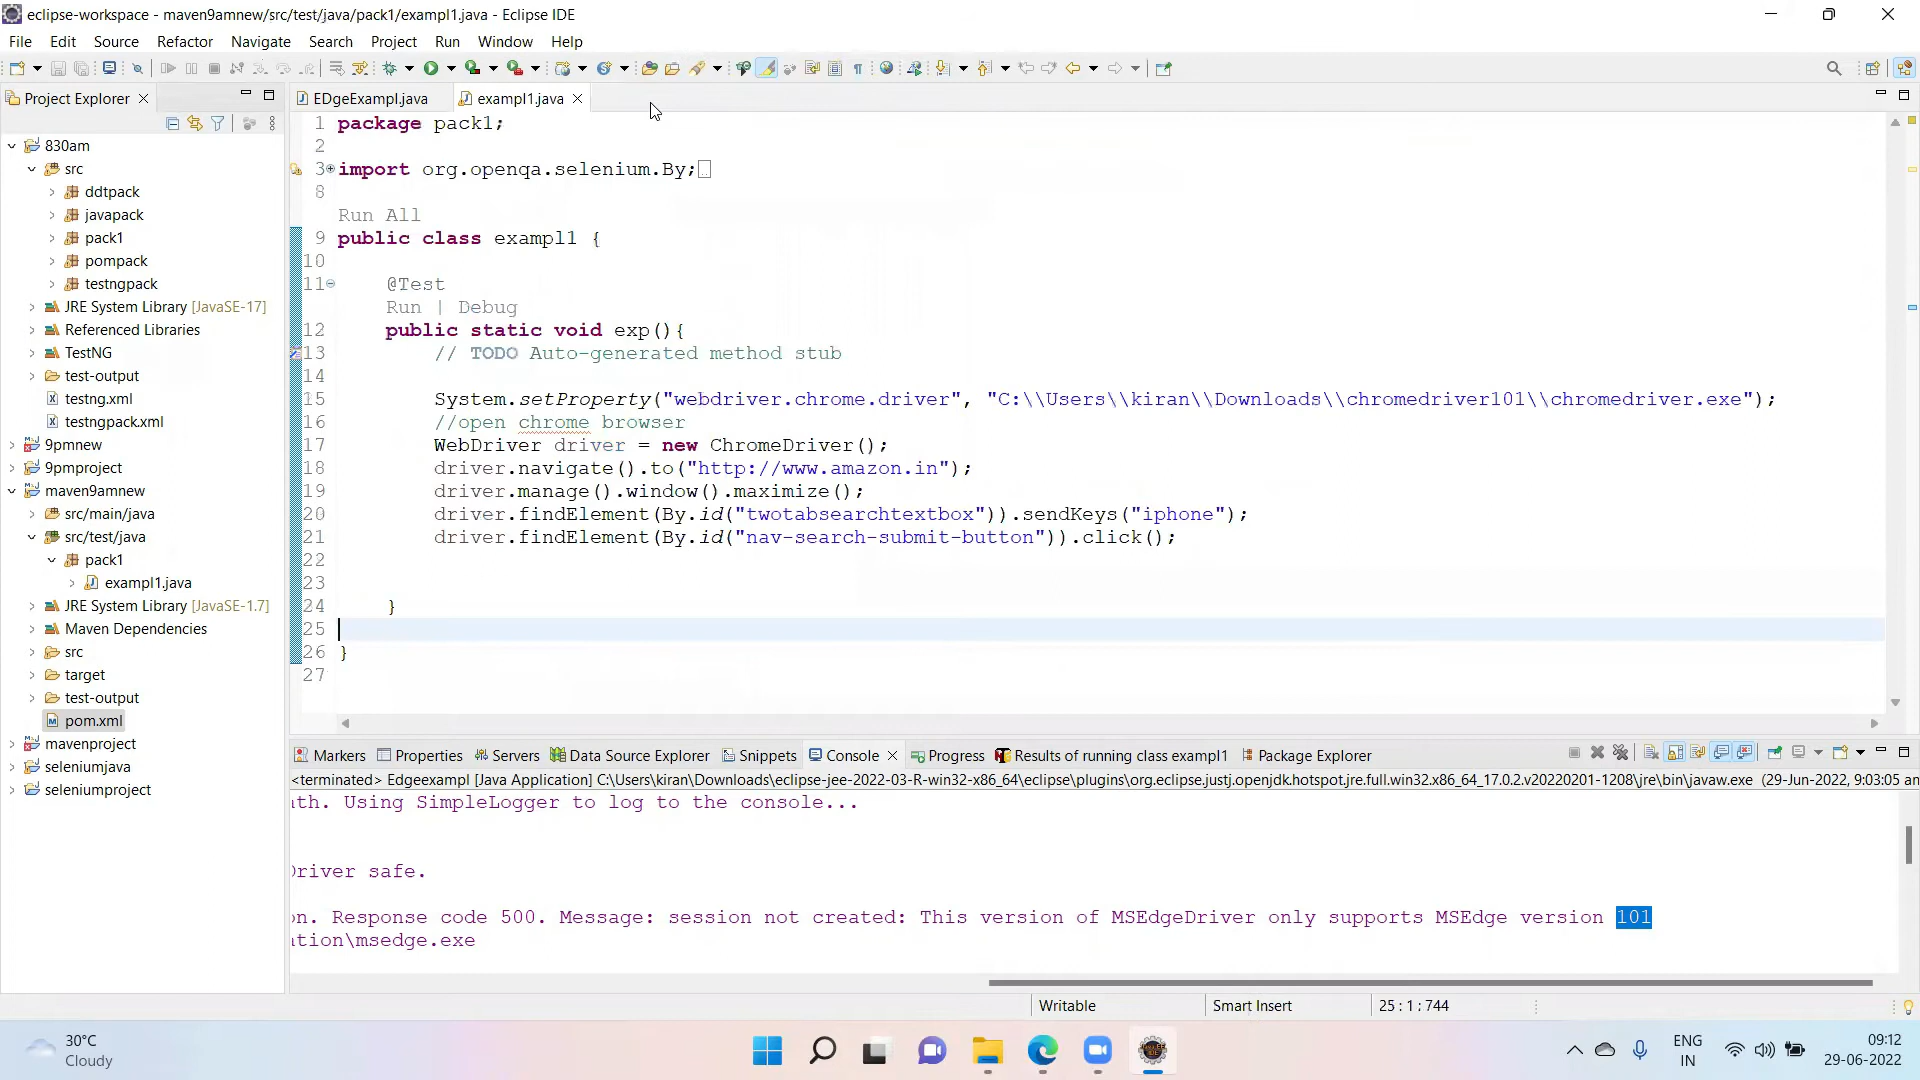 eclipse-workspace - maven9amnew/src/test/java/pack1/exampl1.java - Eclipse IDE
File Edit Source Refactor Navigate Search Project Run Window Help
Project Explorer
EDgeExampl.java
exampl1.java
830am
src
ddtpack
javapack
pack1
pompack
testngpack
JRE System Library [JavaSE-17]
Referenced Libraries
TestNG
test-output
testng.xml
testngpack.xml
9pmnew
9pmproject
maven9amnew
src/main/java
src/test/java
pack1
exampl1.java
JRE System Library [JavaSE-1.7]
Maven Dependencies
src
target
test-output
pom.xml
mavenproject
seleniumjava
seleniumproject
1 package pack1;
2
3 import org.openqa.selenium.By;
8
Run All
9 public class exampl1 {
10
11 @Test
Run | Debug
12 public static void exp(){
13 // TODO Auto-generated method stub
14
15 System.setProperty("webdriver.chrome.driver", "C:\\Users\\kiran\\Downloads\\chromedriver101\\chromedriver.exe");
16 //open chrome browser
17 WebDriver driver = new ChromeDriver();
18 driver.navigate().to("http://www.amazon.in");
19 driver.manage().window().maximize();
20 driver.findElement(By.id("twotabsearchtextbox")).sendKeys("iphone");
21 driver.findElement(By.id("nav-search-submit-button")).click();
22
23
24 }
25
26 }
27
Markers Properties Servers Data Source Explorer Snippets Console Progress Results of running class exampl1 Package Explorer
<terminated> Edgeexampl [Java Application] C:\Users\kiran\Downloads\eclipse-jee-2022-03-R-win32-x86_64\eclipse\plugins\org.eclipse.justj.openjdk.hotspot.jre.full.win32.x86_64_17.0.2.v20220201-1208\jre\bin\javaw.exe (29-Jun-2022, 9:03:05 am
ath. Using SimpleLogger to log to the console...
Driver safe.
on. Response code 500. Message: session not created: This version of MSEdgeDriver only supports MSEdge version 101
ation\msedge.exe
Writable
Smart Insert
25 : 1 : 744
30°C
Cloudy
ENG
IN
09:12
29-06-2022